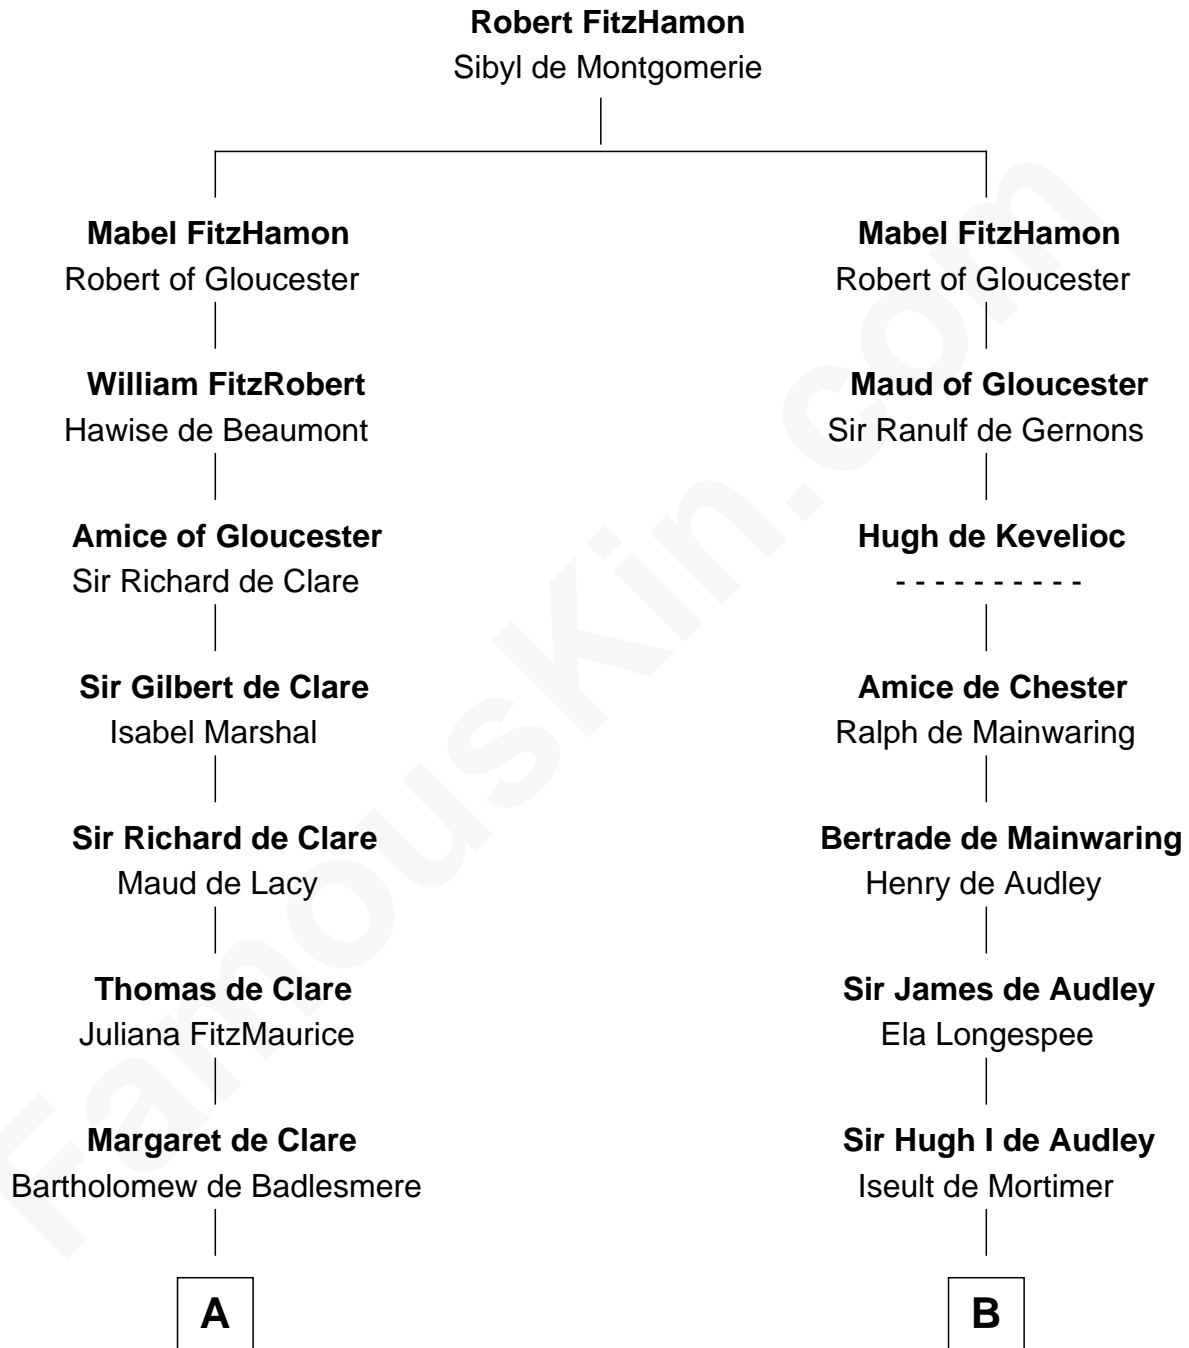 Robert FitzHamon
Sibyl de Montgomerie
Mabel FitzHamon
Robert of Gloucester
William FitzRobert
Hawise de Beaumont
Amice of Gloucester
Sir Richard de Clare
Sir Gilbert de Clare
Isabel Marshal
Sir Richard de Clare
Maud de Lacy
Thomas de Clare
Juliana FitzMaurice
Margaret de Clare
Bartholomew de Badlesmere
A
Mabel FitzHamon
Robert of Gloucester
Maud of Gloucester
Sir Ranulf de Gernons
Hugh de Kevelioc
- - - - - - - - - -
Amice de Chester
Ralph de Mainwaring
Bertrade de Mainwaring
Henry de Audley
Sir James de Audley
Ela Longespee
Sir Hugh I de Audley
Iseult de Mortimer
B
FamousKin.com